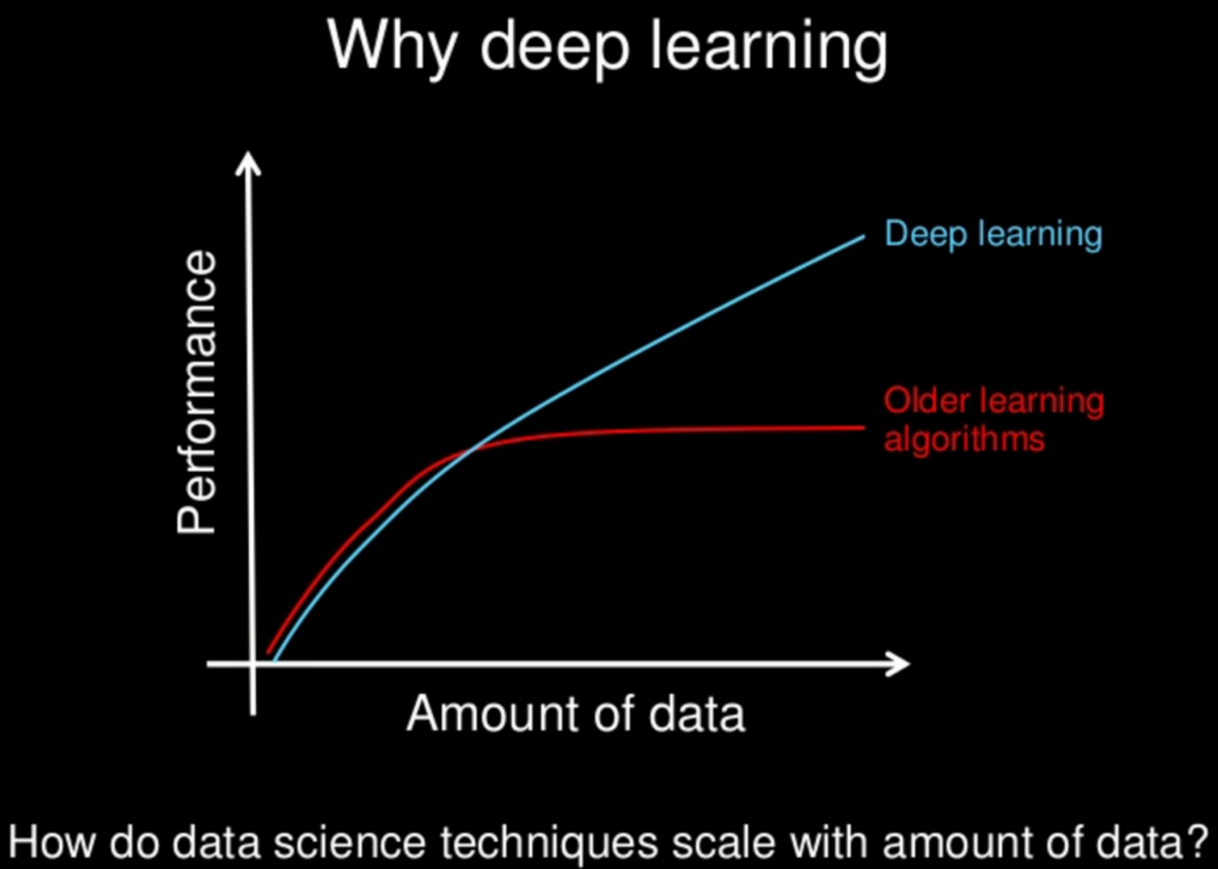 Why deep learning
Performance
Deep learning
Older learning
algorithms
Amount of data
How do data science techniques scale with amount of data?